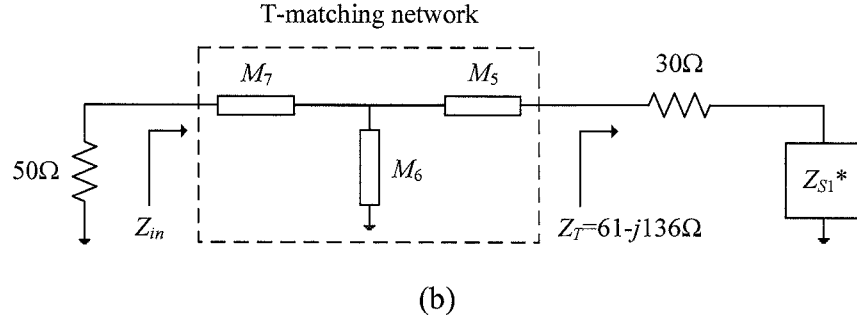 T-matching network
M7
M5
30Ω
50Ω
M6
ZS1*
Zin
ZT=61-j136Ω
(b)